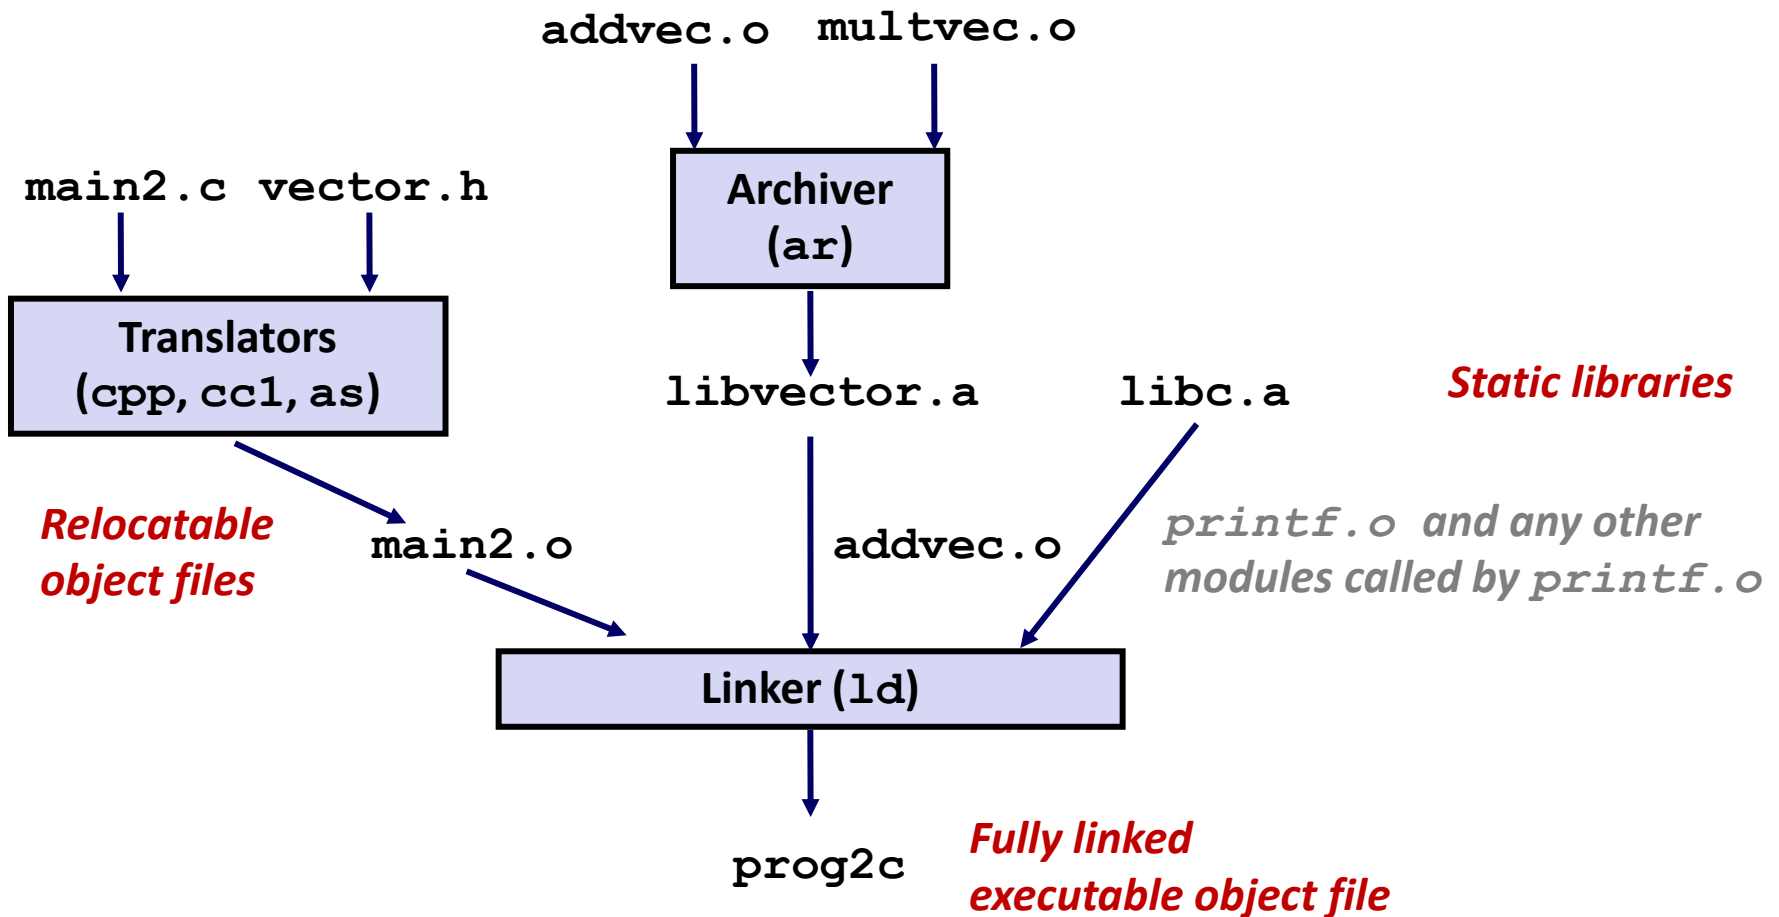 addvec.o multvec.o
main2.c vector.h
Archiver
(ar)
Translators
(cpp, cc1, as)
libvector.a
libc.a
Static libraries
Relocatable
object files
main2.o
addvec.o
printf.o and any other
modules called by printf.o
Linker (ld)
prog2c
Fully linked
executable object file